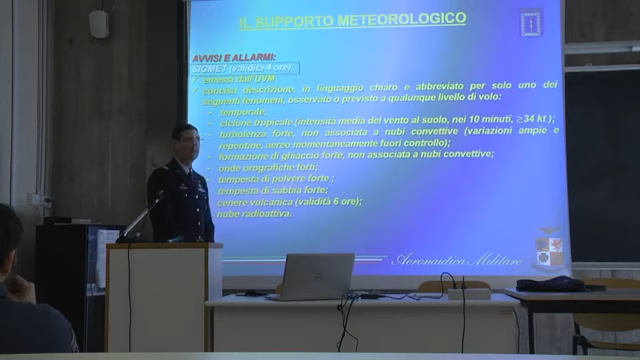 IL SUPPORTO METEOROLOGICO
AVVISI E ALLARMI:
SIGMET (validità 4 ore):
✓ emessi dall'UVM
✓ concisa descrizione, in linguaggio chiaro e abbreviato per solo uno dei
seguenti fenomeni, osservato o previsto a qualunque livello di volo:
- temporale;
- ciclone tropicale (intensità media del vento al suolo, nei 10 minuti, ≥34 kt );
- turbolenza forte, non associata a nubi convettive (variazioni ampie e
repentine, aereo momentaneamente fuori controllo);
- formazione di ghiaccio forte, non associata a nubi convettive;
- onde orografiche forti;
- tempesta di polvere forte ;
- tempesta di sabbia forte;
- cenere vulcanica (validità 6 ore);
- nube radioattiva.
Aeronautica Militare